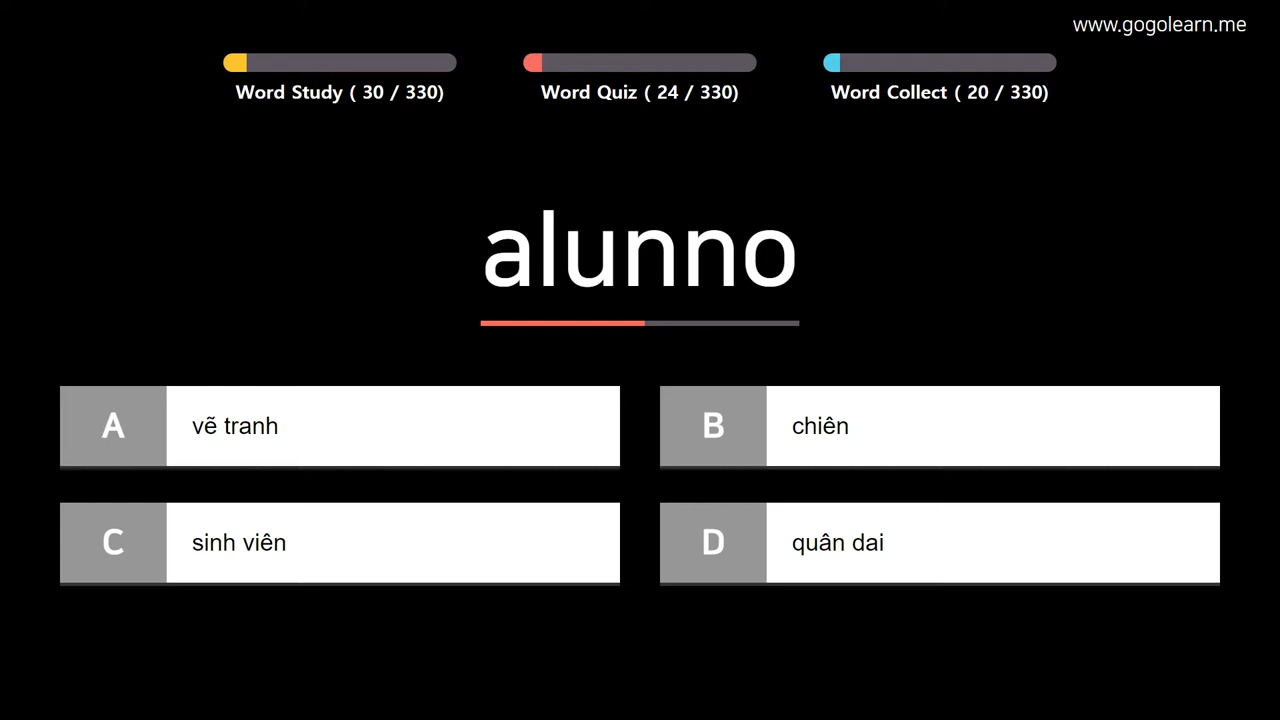 www.gogolearn.me
Word Study ( 30 / 330)
Word Quiz ( 24 / 330)
Word Collect ( 20 / 330)
alunno
A vẽ tranh
B chiên
C sinh viên
D quân dai